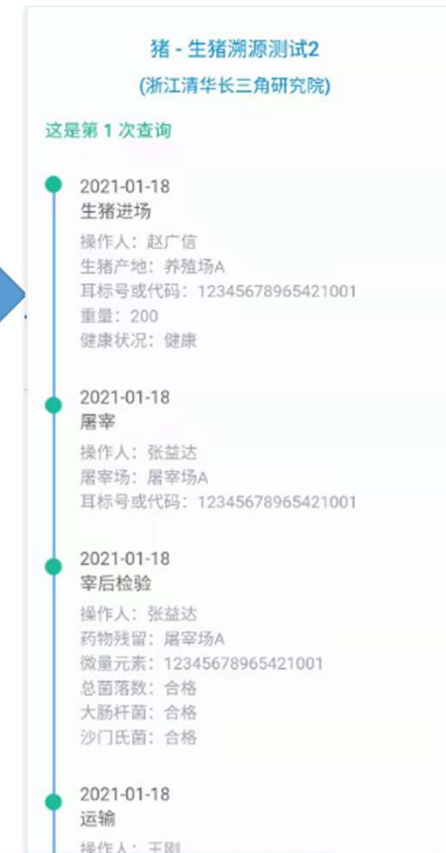 猪 - 生猪溯源测试2
(浙江清华长三角研究院)
这是第 1 次查询
2021-01-18
生猪进场
操作人：赵广信
生猪产地：养殖场A
耳标号或代码：12345678965421001
重量：200
健康状况：健康
2021-01-18
屠宰
操作人：张益达
屠宰场：屠宰场A
耳标号或代码：12345678965421001
2021-01-18
宰后检验
操作人：张益达
药物残留：屠宰场A
微量元素：12345678965421001
总菌落数：合格
大肠杆菌：合格
沙门氏菌：合格
2021-01-18
运输
操作人：王刚